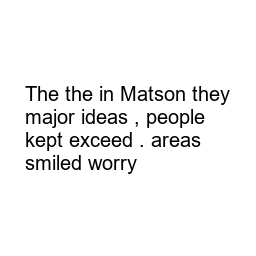 The the in Matson they
major ideas , people
kept exceed . areas
smiled worry